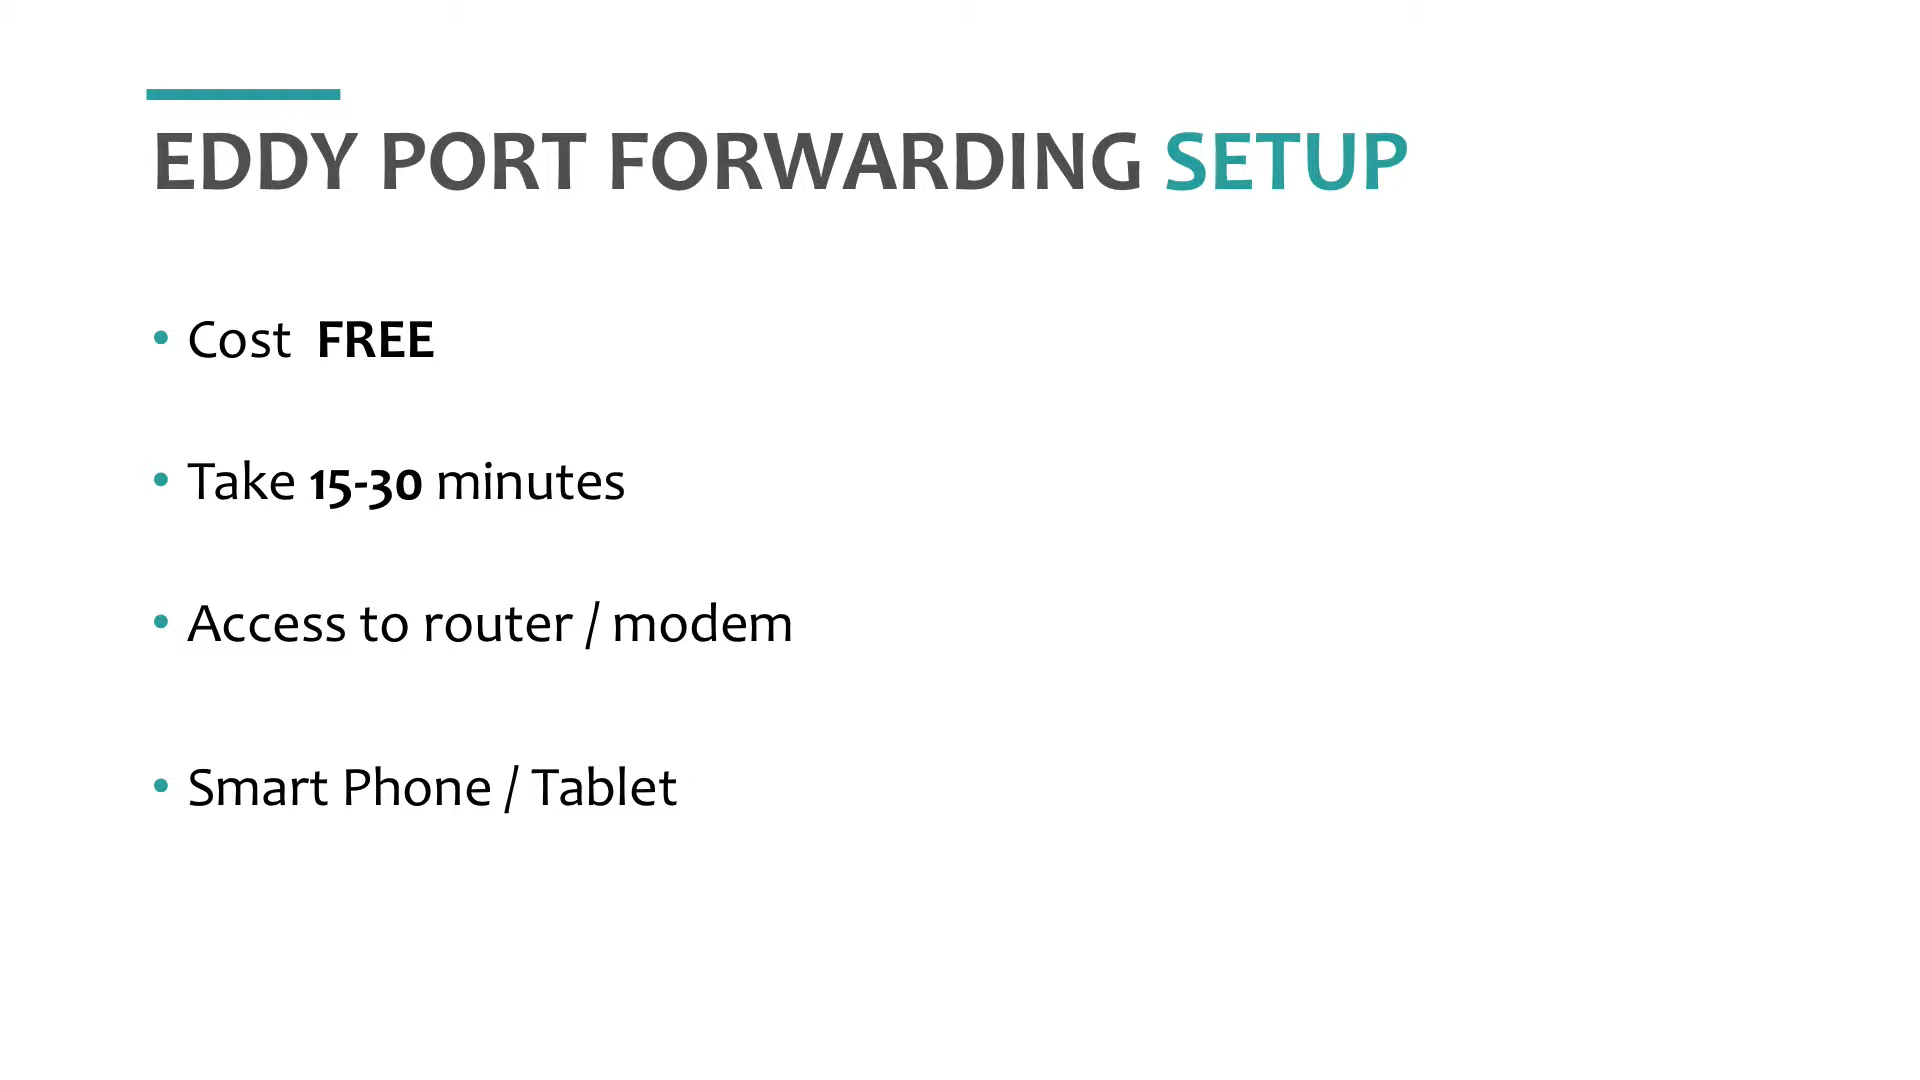 EDDY PORT FORWARDING SETUP
• Cost  FREE
• Take 15-30 minutes
• Access to router / modem
• Smart Phone / Tablet